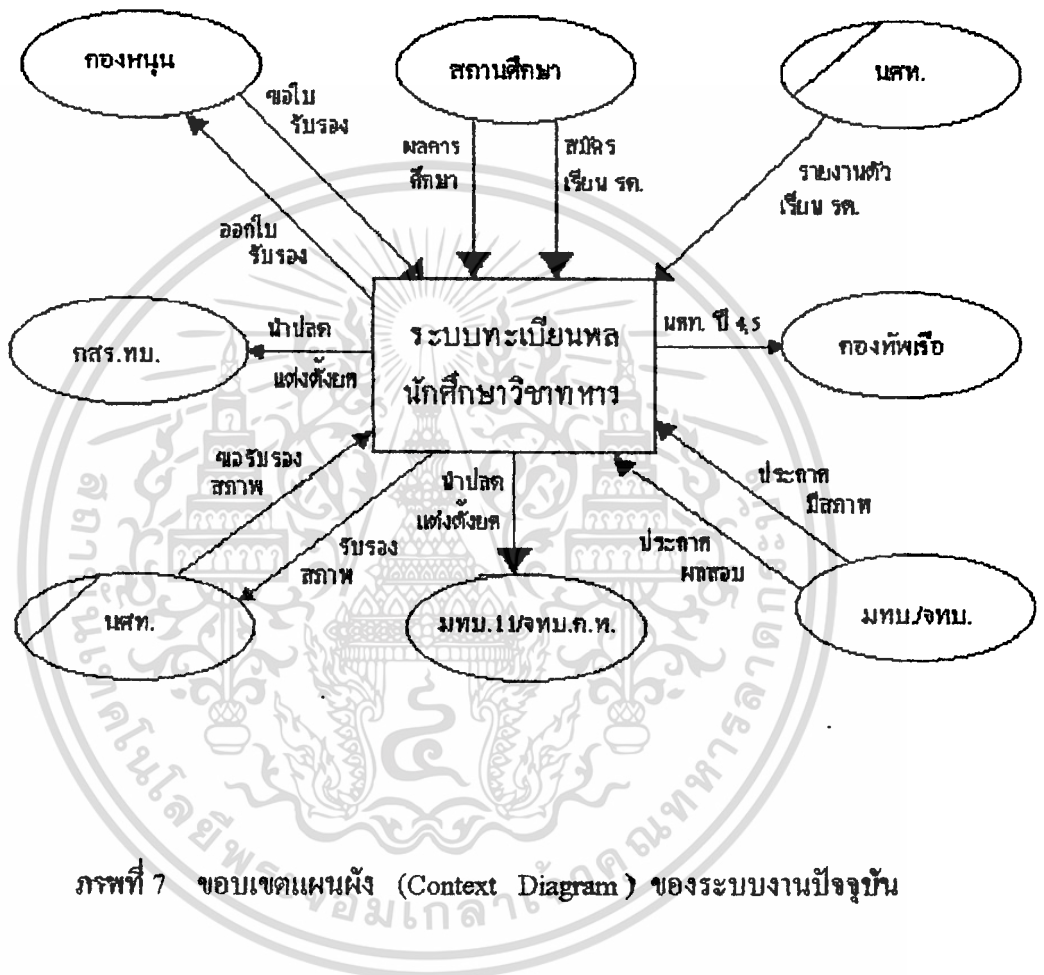 กองหนุน
สถานศึกษา
นศท.
ขอใบ
รับรอง
ผลการ
ศึกษา
สมัคร
เรียน รด.
รายงานตัว
เรียน รด.
ออกใบ
รับรอง
กสร.ทบ.
นำปลด
แต่งตั้งยศ
ระบบทะเบียนพล
นักศึกษาวิชาทหาร
นศท. ปี 4,5
กองทัพเรือ
ขอรับรอง
สภาพ
รับรอง
สภาพ
นำปลด
แต่งตั้งยศ
ประกาศ
มีสภาพ
ประกาศ
ผลสอบ
นศท.
มทบ.11/จทบ.ก.ท.
มทบ./จทบ.
ภาพที่ 7 ขอบเขตแผนผัง (Context Diagram) ของระบบงานปัจจุบัน